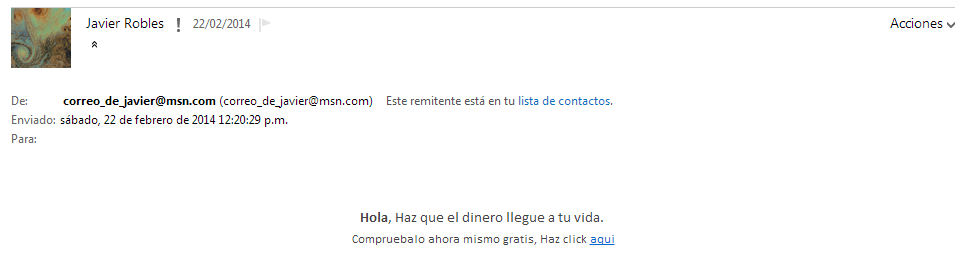 Javier Robles ! 22/02/2014 Acciones
De: correo_de_javier@msn.com (correo_de_javier@msn.com) Este remitente está en tu lista de contactos.
Enviado: sábado, 22 de febrero de 2014 12:20:29 p.m.
Para:
Hola, Haz que el dinero llegue a tu vida.
Compruebalo ahora mismo gratis, Haz click aqui